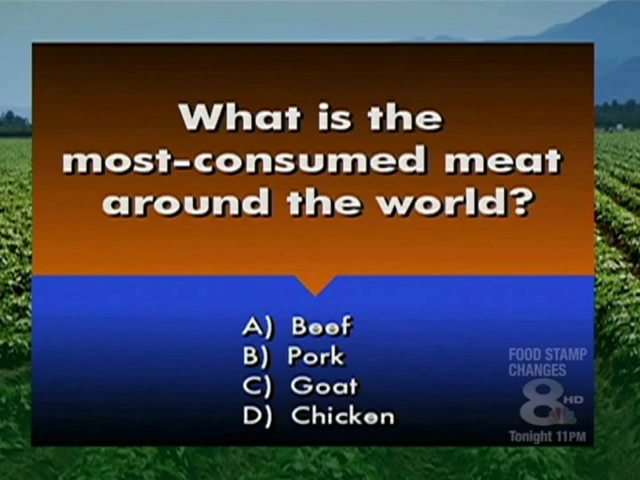 What is the
most-consumed meat
around the world?
A) Beef
B) Pork
C) Goat
D) Chicken
FOOD STAMP
CHANGES
8 HD
Tonight 11PM